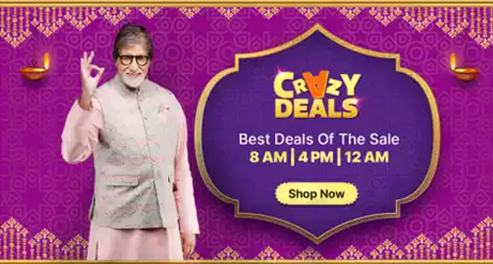 CRAZY
DEALS
Best Deals Of The Sale
8 AM | 4 PM | 12 AM
Shop Now